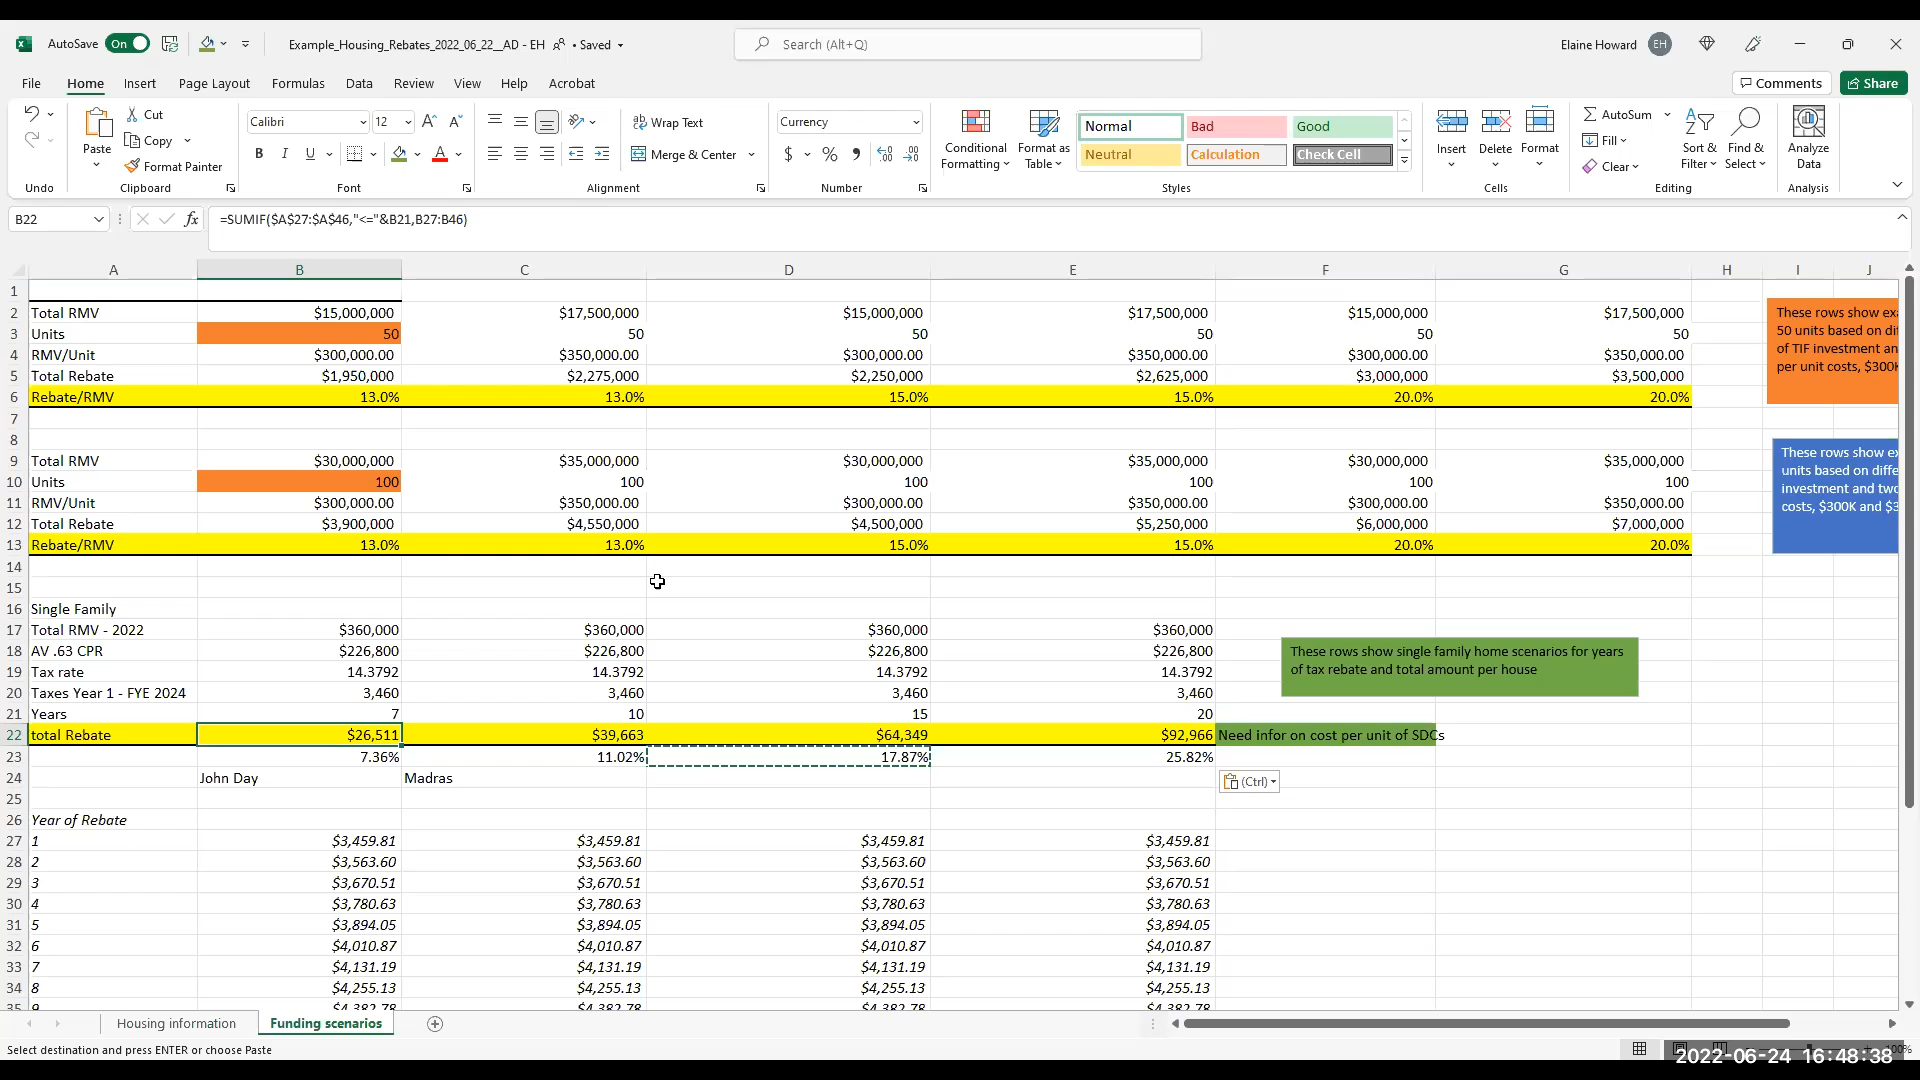 AutoSave On Example_Housing_Rebates_2022_06_22__AD - EH • Saved Search (Alt+Q) Elaine Howard EH
File Home Insert Page Layout Formulas Data Review View Help Acrobat Comments Share
Cut Calibri 12 Wrap Text Currency Normal Bad Good AutoSum
Copy Neutral Calculation Check Cell Fill
Paste Format Painter B I U Merge & Center $ % Conditional Formatting Format as Table Insert Delete Format Clear Sort & Filter Find & Select Analyze Data
Undo Clipboard Font Alignment Number Styles Cells Editing Analysis
B22 fx =SUMIF($A$27:$A$46,"<="&B21,B27:B46)
A B C D E F G H I J
1
2 Total RMV $15,000,000 $17,500,000 $15,000,000 $17,500,000 $15,000,000 $17,500,000
3 Units 50 50 50 50 50 50
4 RMV/Unit $300,000.00 $350,000.00 $300,000.00 $350,000.00 $300,000.00 $350,000.00
5 Total Rebate $1,950,000 $2,275,000 $2,250,000 $2,625,000 $3,000,000 $3,500,000
6 Rebate/RMV 13.0% 13.0% 15.0% 15.0% 20.0% 20.0%
These rows show
50 units based on
of TIF investment
per unit costs,
7
8
9 Total RMV $30,000,000 $35,000,000 $30,000,000 $35,000,000 $30,000,000 $35,000,000
10 Units 100 100 100 100 100 100
11 RMV/Unit $300,000.00 $350,000.00 $300,000.00 $350,000.00 $300,000.00 $350,000.00
12 Total Rebate $3,900,000 $4,550,000 $4,500,000 $5,250,000 $6,000,000 $7,000,000
13 Rebate/RMV 13.0% 13.0% 15.0% 15.0% 20.0% 20.0%
These rows show
units based on
investment and
costs, $300K and
14
15
16 Single Family
17 Total RMV - 2022 $360,000 $360,000 $360,000 $360,000
18 AV .63 CPR $226,800 $226,800 $226,800 $226,800
19 Tax rate 14.3792 14.3792 14.3792 14.3792
20 Taxes Year 1 - FYE 2024 3,460 3,460 3,460 3,460
21 Years 7 10 15 20
These rows show single family home scenarios for years
of tax rebate and total amount per house
22 total Rebate $26,511 $39,663 $64,349 $92,966 Need infor on cost per unit of SDCs
23 7.36% 11.02% 17.87% 25.82%
24 John Day Madras (Ctrl)
25
26 Year of Rebate
27 1 $3,459.81 $3,459.81 $3,459.81 $3,459.81
28 2 $3,563.60 $3,563.60 $3,563.60 $3,563.60
29 3 $3,670.51 $3,670.51 $3,670.51 $3,670.51
30 4 $3,780.63 $3,780.63 $3,780.63 $3,780.63
31 5 $3,894.05 $3,894.05 $3,894.05 $3,894.05
32 6 $4,010.87 $4,010.87 $4,010.87 $4,010.87
33 7 $4,131.19 $4,131.19 $4,131.19 $4,131.19
34 8 $4,255.13 $4,255.13 $4,255.13 $4,255.13
35 9 $4,382.78 $4,382.78 $4,382.78 $4,382.78
Housing information Funding scenarios
Select destination and press ENTER or choose Paste
2022-06-24 16:48:38